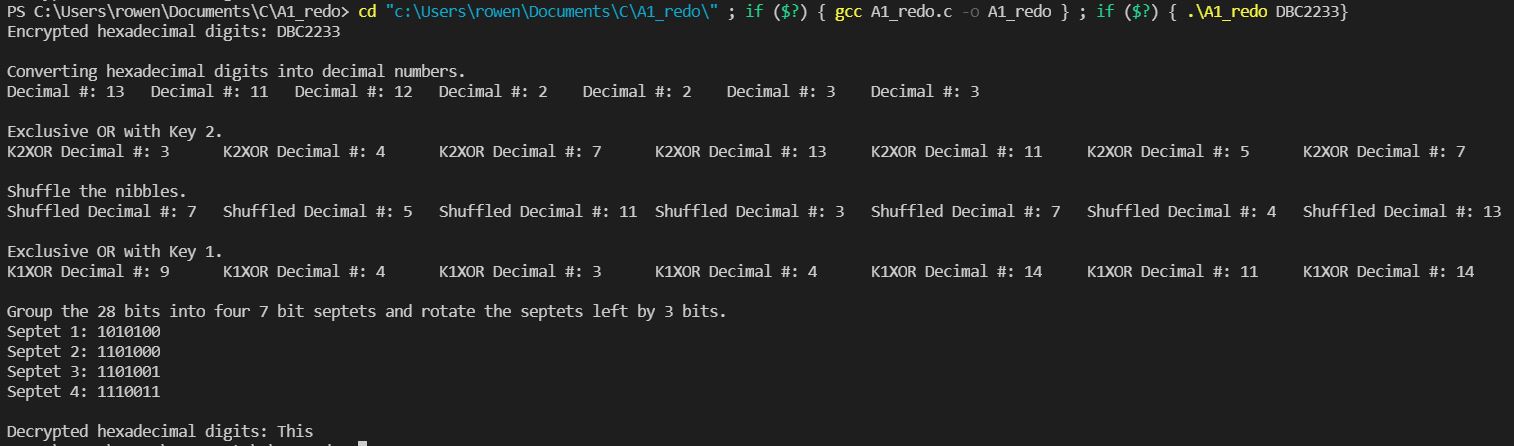 PS C:\Users\rowen\Documents\C\A1_redo> cd "c:\Users\rowen\Documents\C\A1_redo\" ; if ($?) { gcc A1_redo.c -o A1_redo } ; if ($?) { .\A1_redo DBC2233}
Encrypted hexadecimal digits: DBC2233
Converting hexadecimal digits into decimal numbers.
Decimal #: 13 Decimal #: 11 Decimal #: 12 Decimal #: 2 Decimal #: 2 Decimal #: 3 Decimal #: 3
Exclusive OR with Key 2.
K2XOR Decimal #: 3 K2XOR Decimal #: 4 K2XOR Decimal #: 7 K2XOR Decimal #: 13 K2XOR Decimal #: 11 K2XOR Decimal #: 5 K2XOR Decimal #: 7
Shuffle the nibbles.
Shuffled Decimal #: 7 Shuffled Decimal #: 5 Shuffled Decimal #: 11 Shuffled Decimal #: 3 Shuffled Decimal #: 7 Shuffled Decimal #: 4 Shuffled Decimal #: 13
Exclusive OR with Key 1.
K1XOR Decimal #: 9 K1XOR Decimal #: 4 K1XOR Decimal #: 3 K1XOR Decimal #: 4 K1XOR Decimal #: 14 K1XOR Decimal #: 11 K1XOR Decimal #: 14
Group the 28 bits into four 7 bit septets and rotate the septets left by 3 bits.
Septet 1: 1010100
Septet 2: 1101000
Septet 3: 1101001
Septet 4: 1110011
Decrypted hexadecimal digits: This